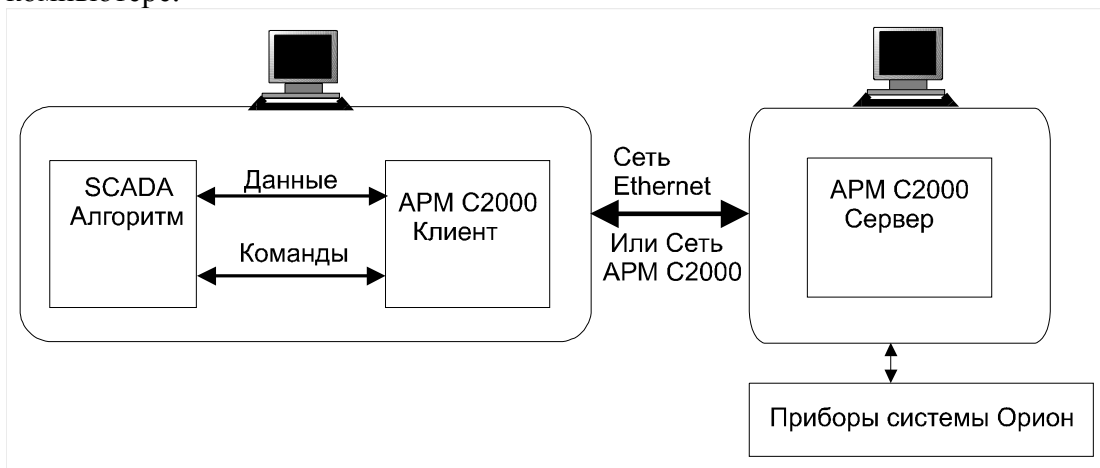 компьютере.
SCADA
Алгоритм
Данные
Команды
АРМ С2000
Клиент
Сеть
Ethernet
Или Сеть
АРМ С2000
АРМ С2000
Сервер
Приборы системы Орион